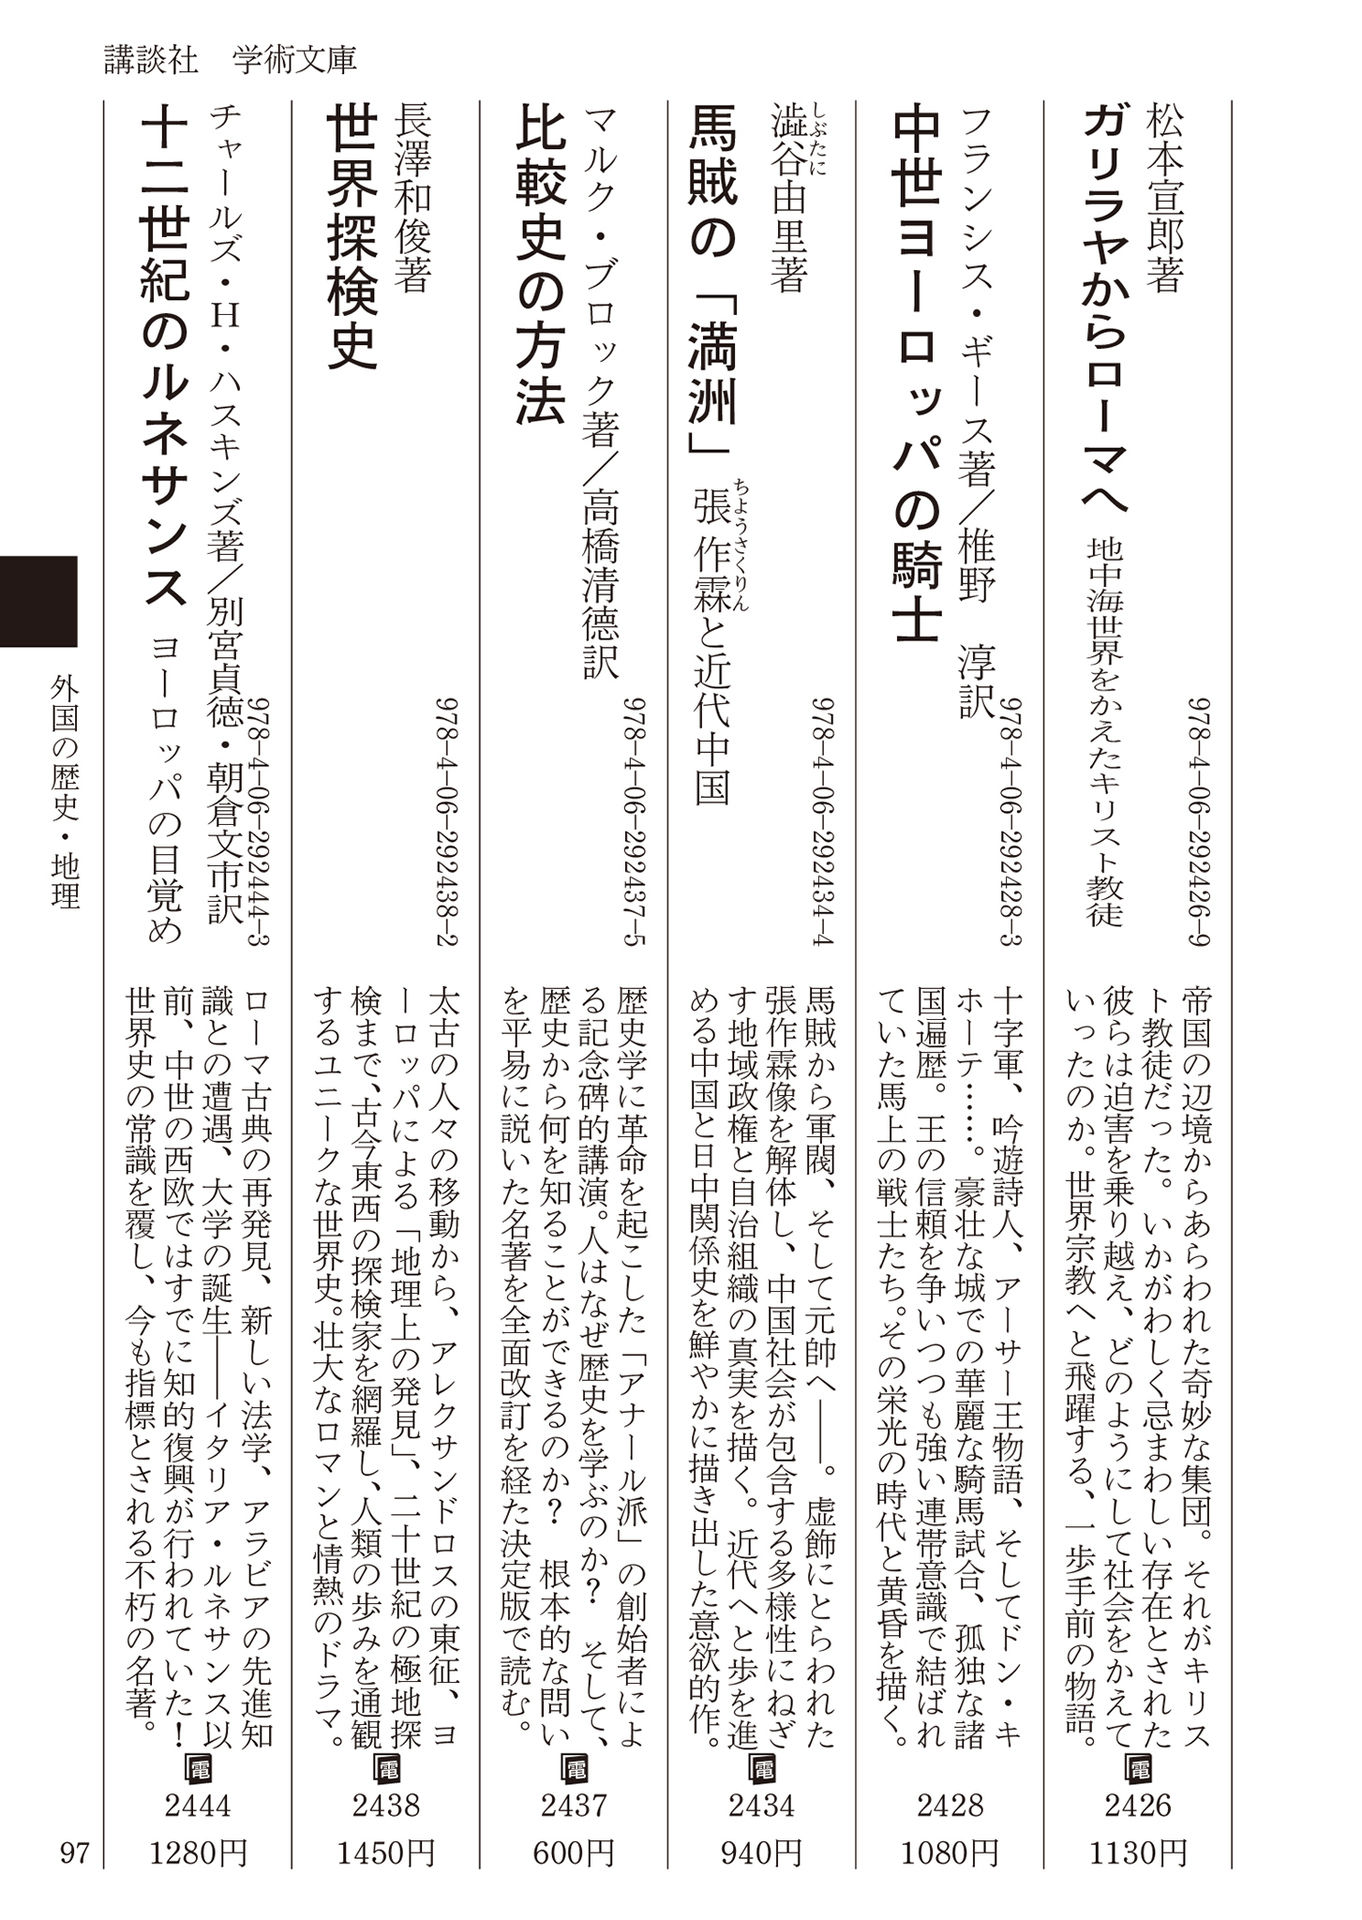 講談社　学術文庫
松本宣郎著
ガリラヤからローマへ　地中海世界をかえたキリスト教徒
978-4-06-292426-9
帝国の辺境からあらわれた奇妙な集団。それがキリス
ト教徒だった。いかがわしく忌まわしい存在とされた
彼らは迫害を乗り越え、どのようにして社会をかえて
いったのか。世界宗教へと飛躍する、一歩手前の物語。
電
2426
1130円
フランシス・ギース著／椎野　淳訳
中世ヨーロッパの騎士
978-4-06-292428-3
十字軍、吟遊詩人、アーサー王物語、そしてドン・キ
ホーテ……。豪壮な城での華麗な騎馬試合、孤独な諸
国遍歴。王の信頼を争いつつも強い連帯意識で結ばれ
ていた馬上の戦士たち。その栄光の時代と黄昏を描く。
2428
1080円
澁谷由里著
しぶたに
馬賊の「満洲」　張作霖と近代中国
ちようさくりん
978-4-06-292434-4
馬賊から軍閥、そして元帥へ――。虚飾にとらわれた
張作霖像を解体し、中国社会が包含する多様性にねざ
す地域政権と自治組織の真実を描く。近代へと歩を進
める中国と日中関係史を鮮やかに描き出した意欲的作。
電
2434
940円
マルク・ブロック著／高橋清德訳
比較史の方法
978-4-06-292437-5
歴史学に革命を起こした「アナール派」の創始者によ
る記念碑的講演。人はなぜ歴史を学ぶのか？　そして、
歴史から何を知ることができるのか？　根本的な問い
を平易に説いた名著を全面改訂を経た決定版で読む。
電
2437
600円
長澤和俊著
世界探検史
978-4-06-292438-2
太古の人々の移動から、アレクサンドロスの東征、ヨ
ーロッパによる「地理上の発見」、二十世紀の極地探
検まで、古今東西の探検家を網羅し、人類の歩みを通観
するユニークな世界史。壮大なロマンと情熱のドラマ。
電
2438
1450円
チャールズ・H・ハスキンズ著／別宮貞徳・朝倉文市訳
十二世紀のルネサンス　ヨーロッパの目覚め
978-4-06-292444-3
ローマ古典の再発見、新しい法学、アラビアの先進知
識との遭遇、大学の誕生――イタリア・ルネサンス以
前、中世の西欧ではすでに知的復興が行われていた！
世界史の常識を覆し、今も指標とされる不朽の名著。
電
2444
1280円
外国の歴史・地理
97